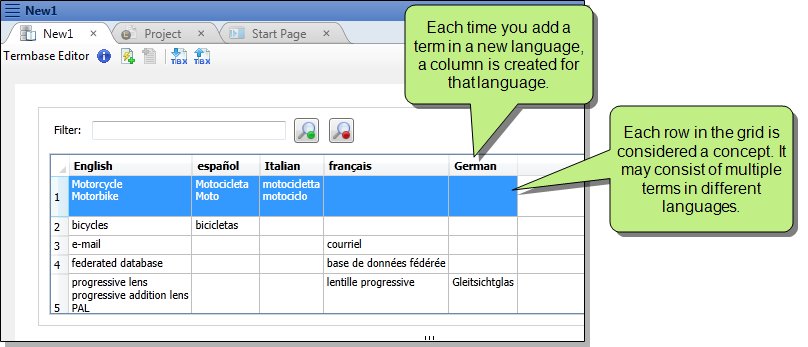 New1
New1 × Project × Start Page ×
Termbase Editor TBX TBX
Each time you add a
term in a new language,
a column is created for
that language.
Filter:
Each row in the grid is
considered a concept. It
may consist of multiple
terms in different
languages.
English español Italian français German
1 Motorcycle Motocicleta motocicletta
Motorbike Moto motociclo
2 bicycles bicicletas
3 e-mail courriel
4 federated database base de données fédérée
progressive lens lentille progressive Gleitsichtglas
progressive addition lens
5 PAL